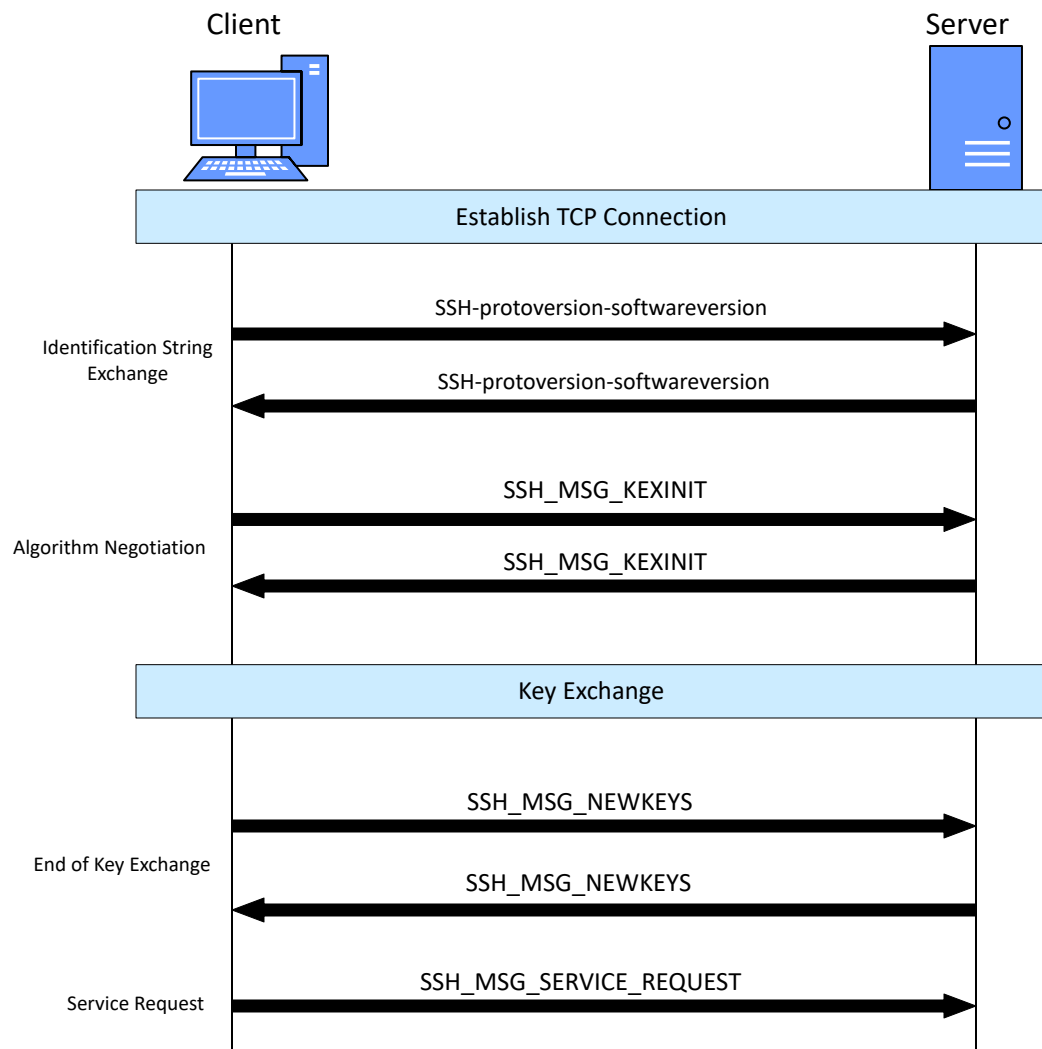 Client
Server
Establish TCP Connection
SSH-protoversion-softwareversion
Identification String
Exchange
SSH-protoversion-softwareversion
SSH_MSG_KEXINIT
Algorithm Negotiation
SSH_MSG_KEXINIT
Key Exchange
SSH_MSG_NEWKEYS
End of Key Exchange
SSH_MSG_NEWKEYS
SSH_MSG_SERVICE_REQUEST
Service Request